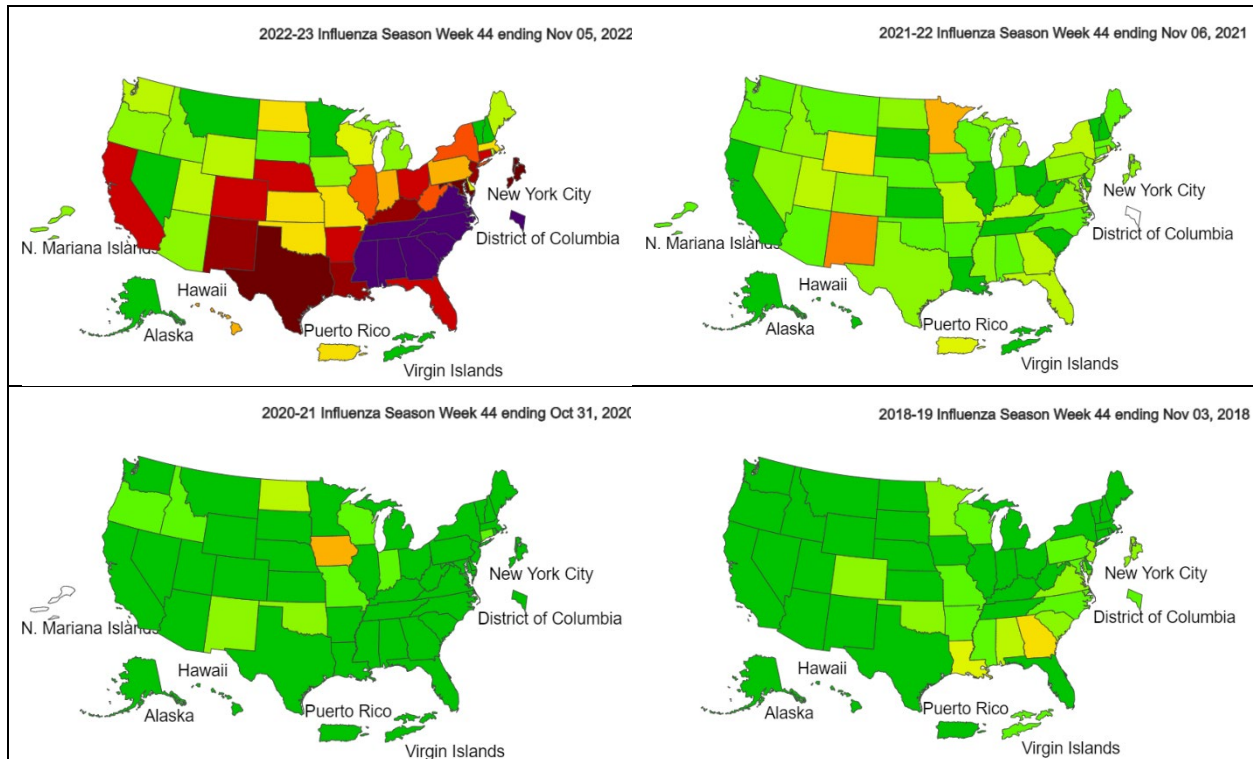 2022-23 Influenza Season Week 44 ending Nov 05, 2022
New York City
District of Columbia
N. Mariana Islands
Hawaii
Alaska
Puerto Rico
Virgin Islands
2021-22 Influenza Season Week 44 ending Nov 06, 2021
New York City
District of Columbia
N. Mariana Islands
Hawaii
Alaska
Puerto Rico
Virgin Islands
2020-21 Influenza Season Week 44 ending Oct 31, 2020
New York City
District of Columbia
N. Mariana Islands
Hawaii
Alaska
Puerto Rico
Virgin Islands
2018-19 Influenza Season Week 44 ending Nov 03, 2018
New York City
District of Columbia
Hawaii
Alaska
Puerto Rico
Virgin Islands